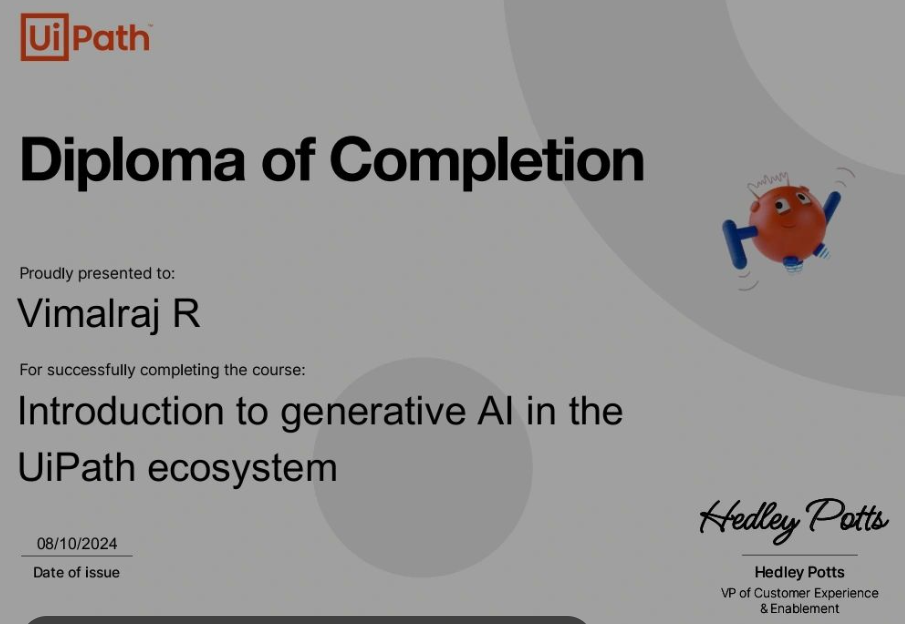 UiPath™
Diploma of Completion
Proudly presented to:
Vimalraj R
For successfully completing the course:
Introduction to generative AI in the
UiPath ecosystem
08/10/2024
Date of issue
Hedley Potts
Hedley Potts
VP of Customer Experience
& Enablement